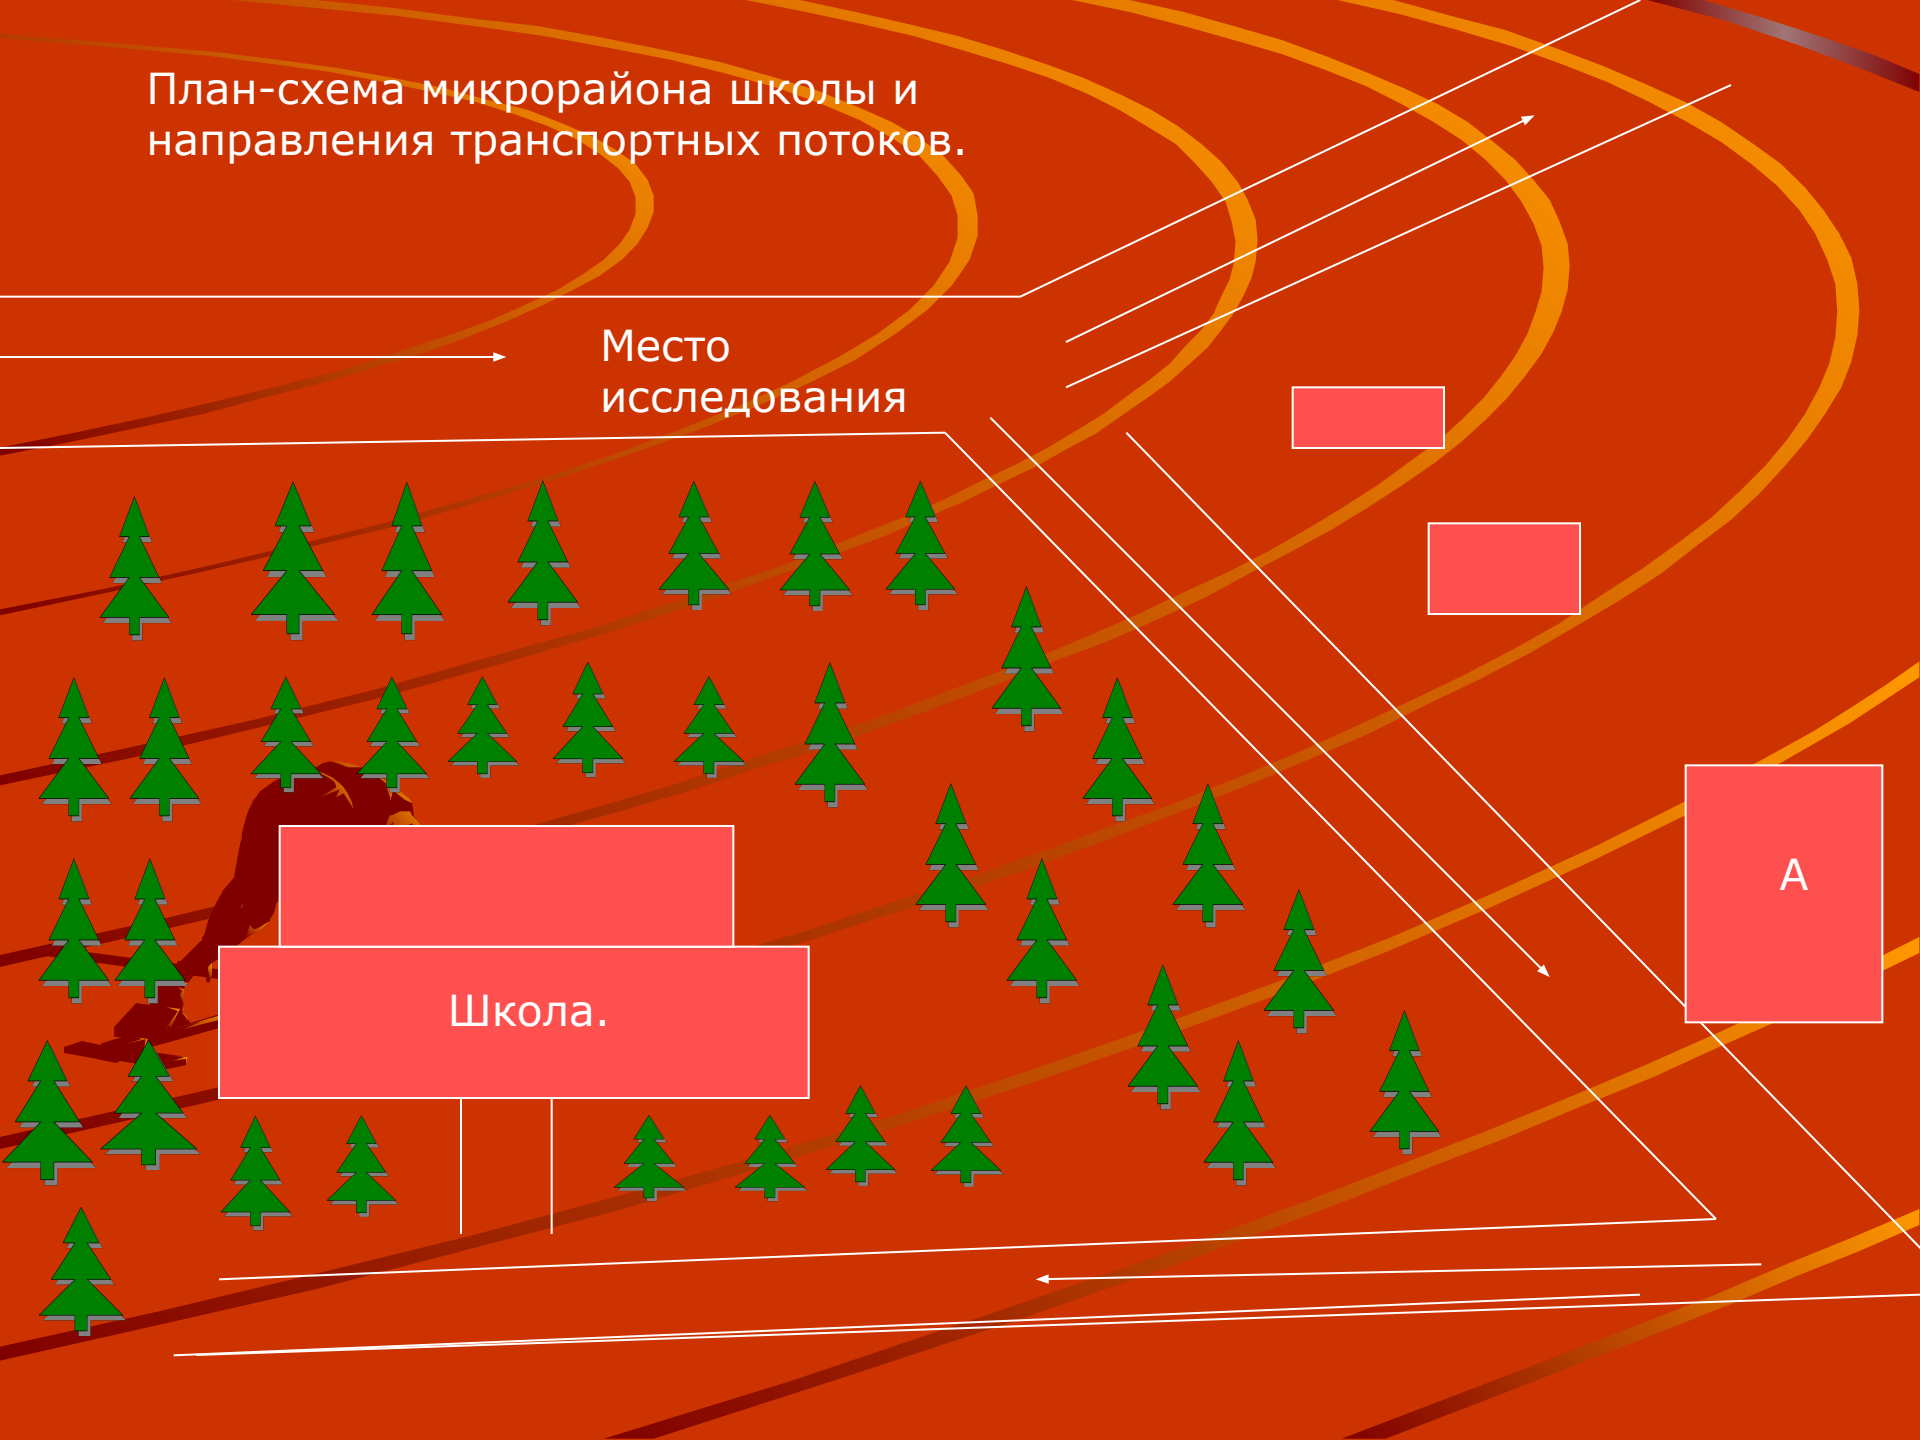 План-схема микрорайона школы и
направления транспортных потоков.
Место
исследования
А
Школа.